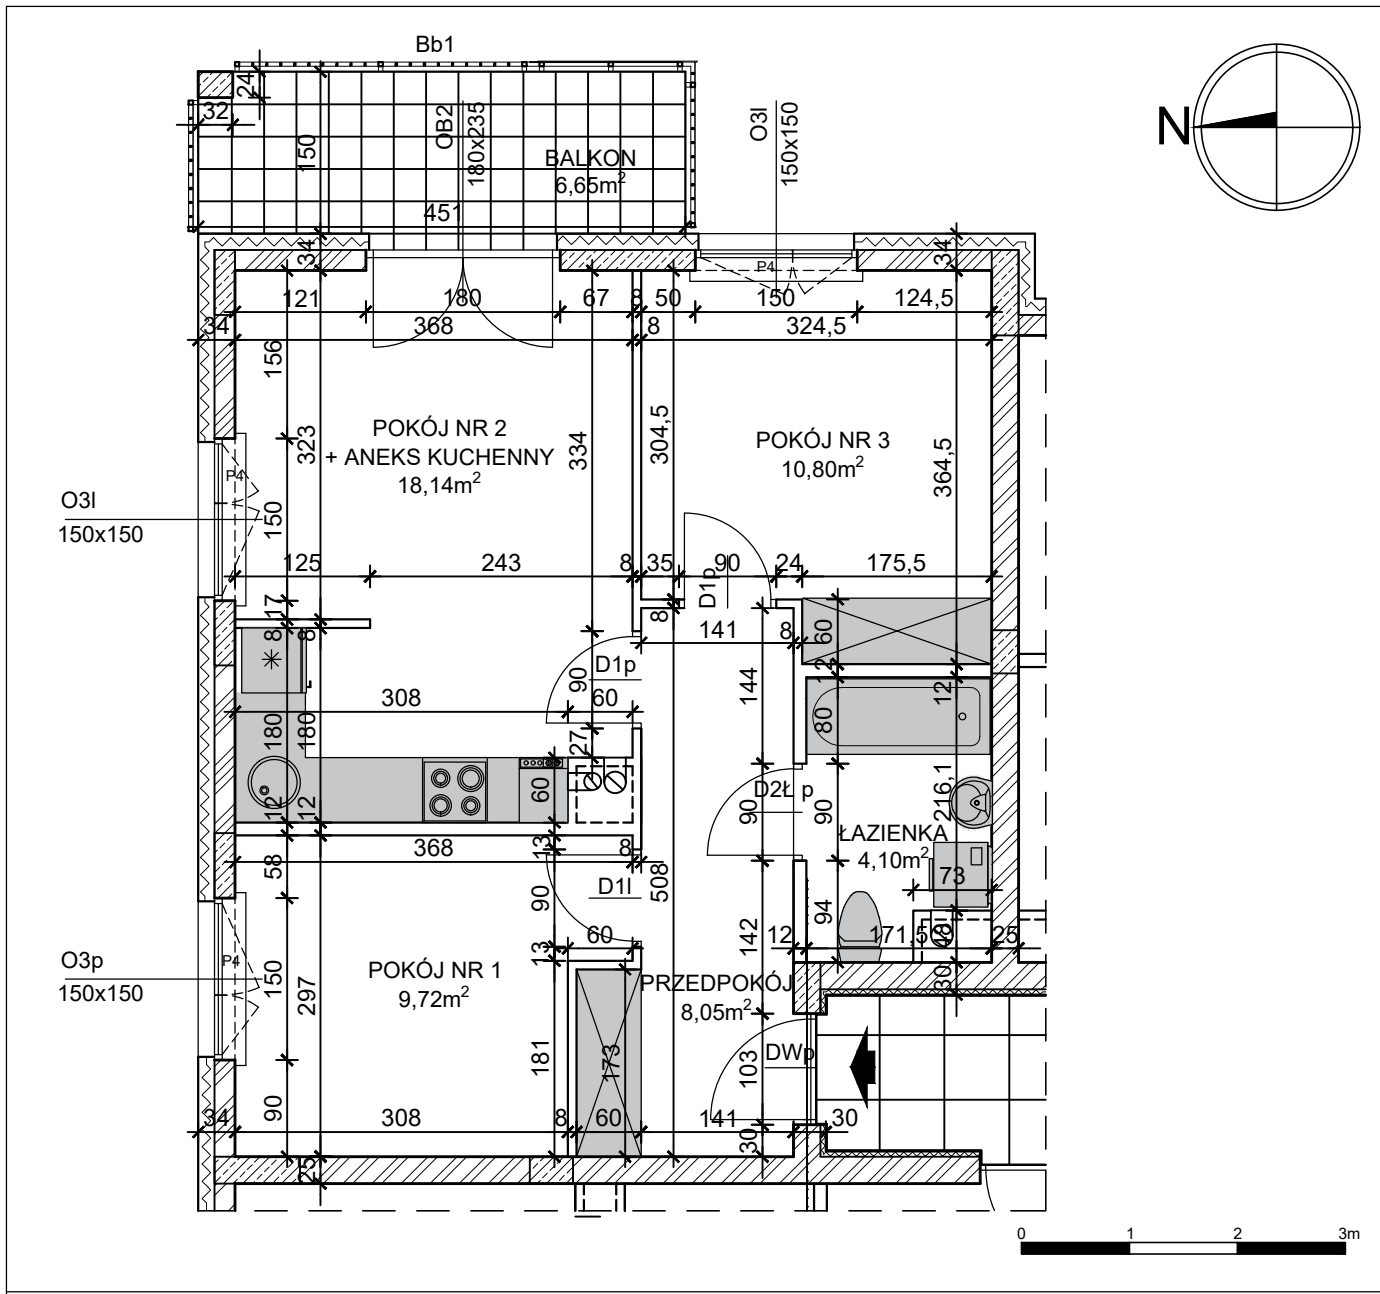 Bb1
24
32
150
OB2
180x235
BALKON
6,65m²
451
O3l
150x150
N
34
34
P4
121
180
67
8
50
150
124,5
34
368
8
324,5
156
323
334
304,5
364,5
POKÓJ NR 2
+ ANEKS KUCHENNY
18,14m²
POKÓJ NR 3
10,80m²
P4
O3l
150x150
150
125
243
8
35
90
24
175,5
D1p
17
8
8
8
141
8
60
D1p
90
144
12
12
308
60
180
180
80
27
60
90
D2Ł p
90
216,1
12
12
ŁAZIENKA
4,10m²
368
8
13
58
508
73
90
D1l
94
142
60
12
171,5
48
25
13
O3p
150x150
P4
POKÓJ NR 1
9,72m²
150
297
PRZEDPOKÓJ
8,05m²
30
181
173
103
DWp
90
34
308
8
60
141
30
30
25
0
1
2
3m